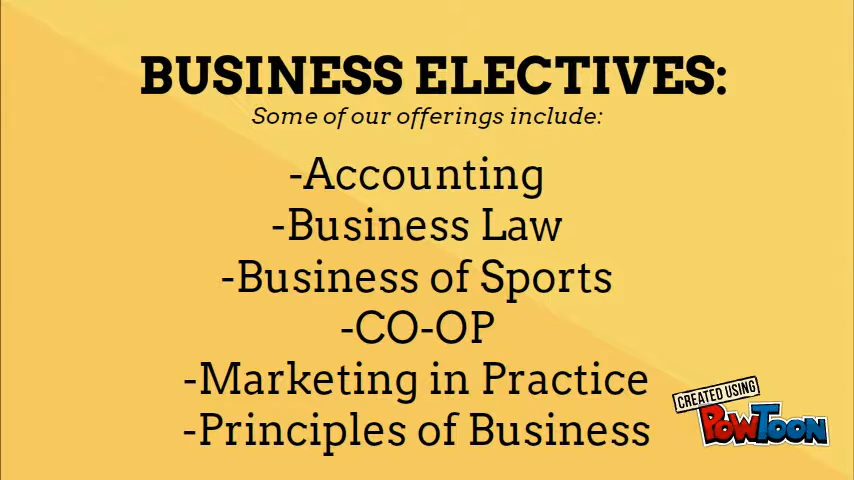 BUSINESS ELECTIVES:
Some of our offerings include:
-Accounting
-Business Law
-Business of Sports
-CO-OP
-Marketing in Practice
-Principles of Business
CREATED USING
POWTOON